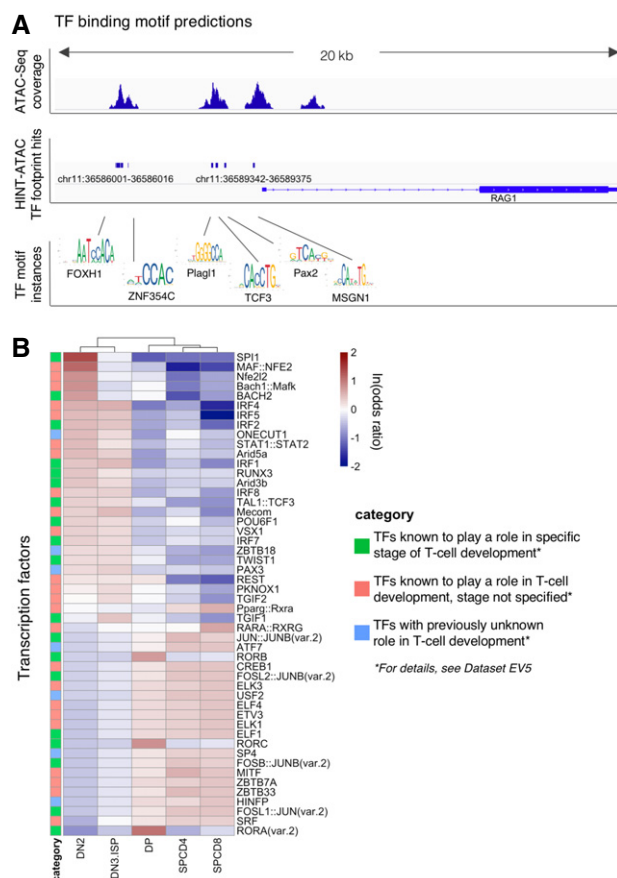 A TF binding motif predictions
20 kb
ATAC-Seq
coverage
HINT-ATAC
TF footprint hits
chr11:36586001-36586016 chr11:36589342-36589375
RAG1
TF motif
instances
FOXH1
ZNF354C
Plagl1
TCF3
Pax2
MSGN1
B
Transcription factors
SPI1
MAF::NFE2
Nfe2l2
Bach1::Mafk
BACH2
IRF4
IRF5
IRF2
ONECUT1
STAT1::STAT2
Arid5a
IRF1
RUNX3
Arid3b
IRF8
TAL1::TCF3
Mecom
POU6F1
VSX1
IRF7
ZBTB18
TWIST1
PAX3
REST
PKNOX1
TGIF2
Pparg::Rxra
TGIF1
RARA::RXRG
JUN::JUNB(var.2)
ATF7
RORB
CREB1
FOSL2::JUNB(var.2)
ELK3
USF2
ELF4
ETV3
ELK1
ELF1
RORC
SP4
FOSB::JUNB(var.2)
MITF
ZBTB7A
ZBTB33
HINFP
FOSL1::JUN(var.2)
SRF
RORA(var.2)
category
DN2
DN3.ISP
DP
SPCD4
SPCD8
2
1
0
-1
-2
ln(odds ratio)
category
TFs known to play a role in specific
stage of T-cell development*
TFs known to play a role in T-cell
development, stage not specified*
TFs with previously unknown
role in T-cell development*
*For details, see Dataset EV5